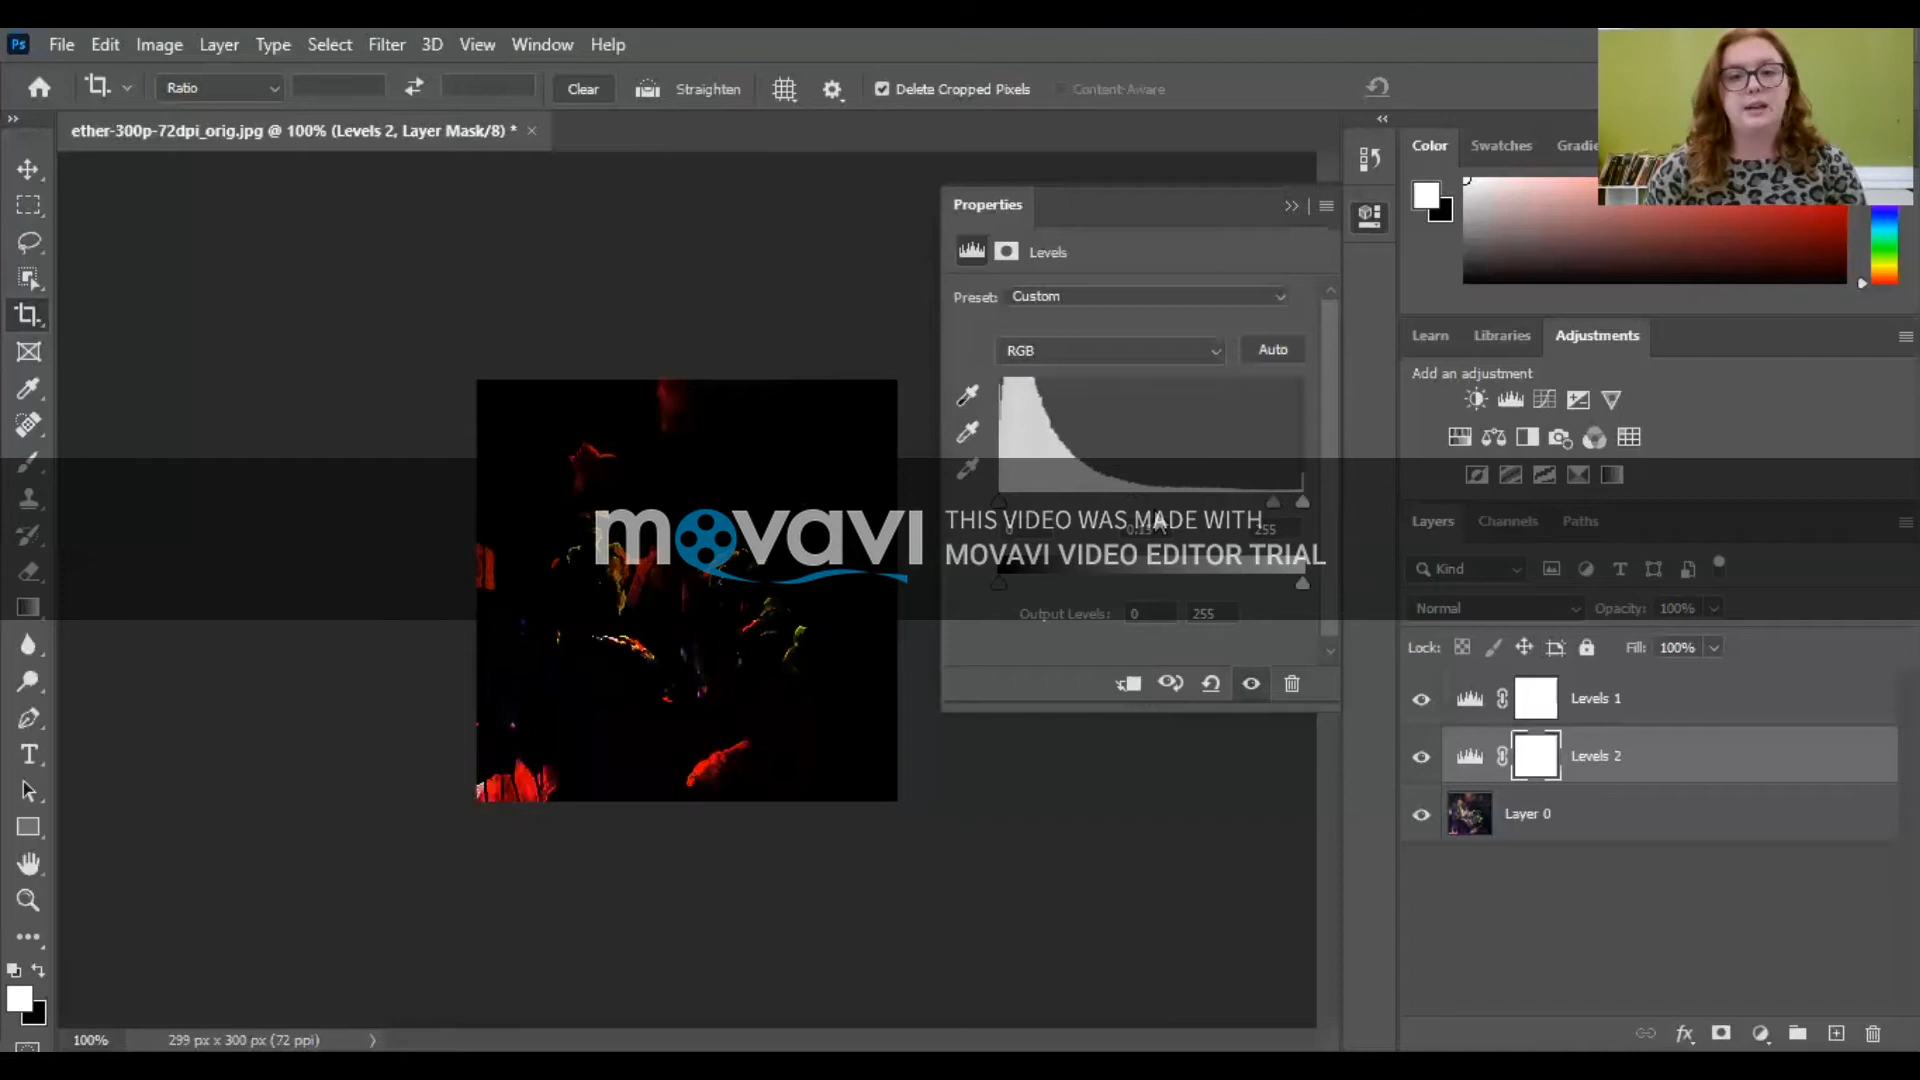 Ps File Edit Image Layer Type Select Filter 3D View Window Help
Ratio Clear Straighten Delete Cropped Pixels Content-Aware
ether-300p-72dpi_orig.jpg @ 100% (Levels 2, Layer Mask/8) * ×
Properties
Levels
Preset: Custom
RGB Auto
0 255
Output Levels: 0 255
movavi
THIS VIDEO WAS MADE WITH
MOVAVI VIDEO EDITOR TRIAL
Color Swatches
Learn Libraries Adjustments
Add an adjustment
Layers Channels Paths
Kind
Normal Opacity: 100%
Lock: Fill: 100%
Levels 1
Levels 2
Layer 0
100% 299 px x 300 px (72 ppi)